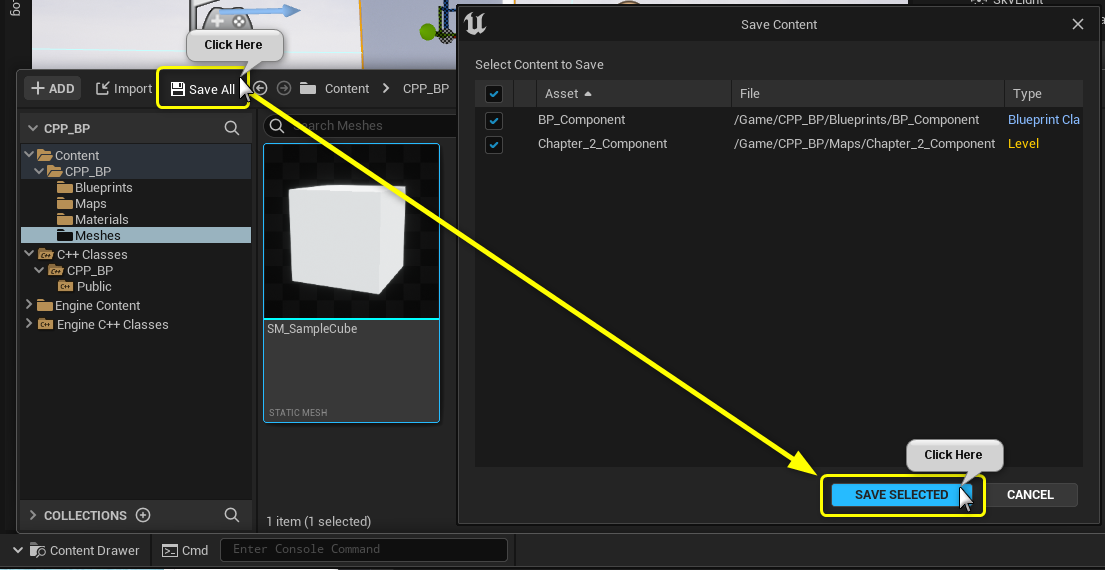 og
SkyLight
Click Here
Save Content
Select Content to Save
Asset
File
Type
BP_Component
/Game/CPP_BP/Blueprints/BP_Component
Blueprint Cla
Chapter_2_Component
/Game/CPP_BP/Maps/Chapter_2_Component
Level
ADD
Import
Save All
Content
CPP_BP
CPP_BP
Search Meshes
Content
CPP_BP
Blueprints
Maps
Materials
Meshes
C++ Classes
CPP_BP
Public
Engine Content
Engine C++ Classes
SM_SampleCube
STATIC MESH
COLLECTIONS
1 item (1 selected)
Click Here
SAVE SELECTED
CANCEL
Content Drawer
Cmd
Enter Console Command